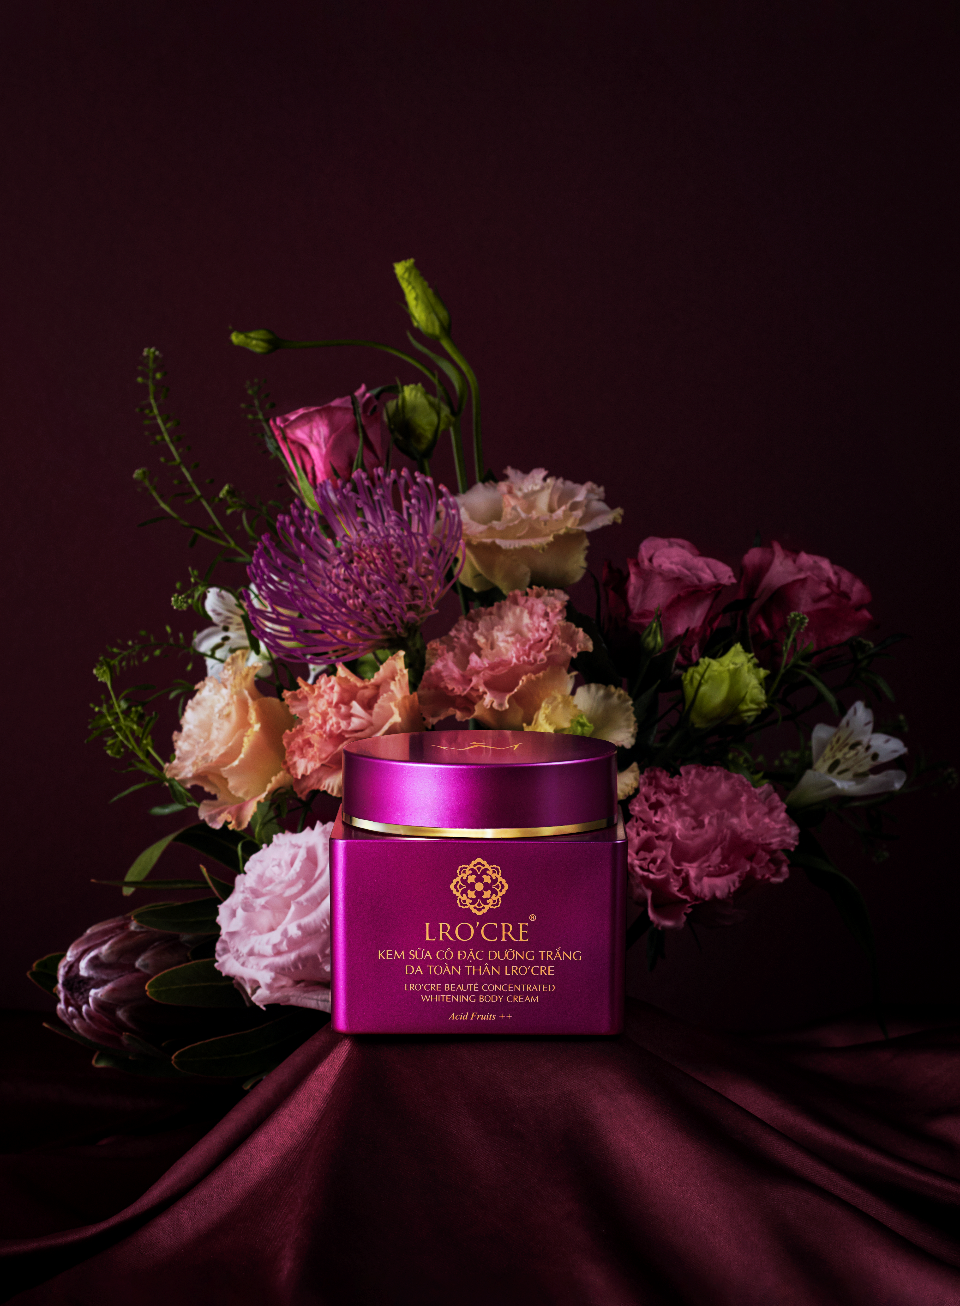 LRO'CRE®
KEM SỮA CÔ ĐẶC DƯỠNG TRẮNG
DA TOÀN THÂN LRO'CRE
LRO'CRE BEAUTÉ CONCENTRATED
WHITENING BODY CREAM
Acid Fruits ++